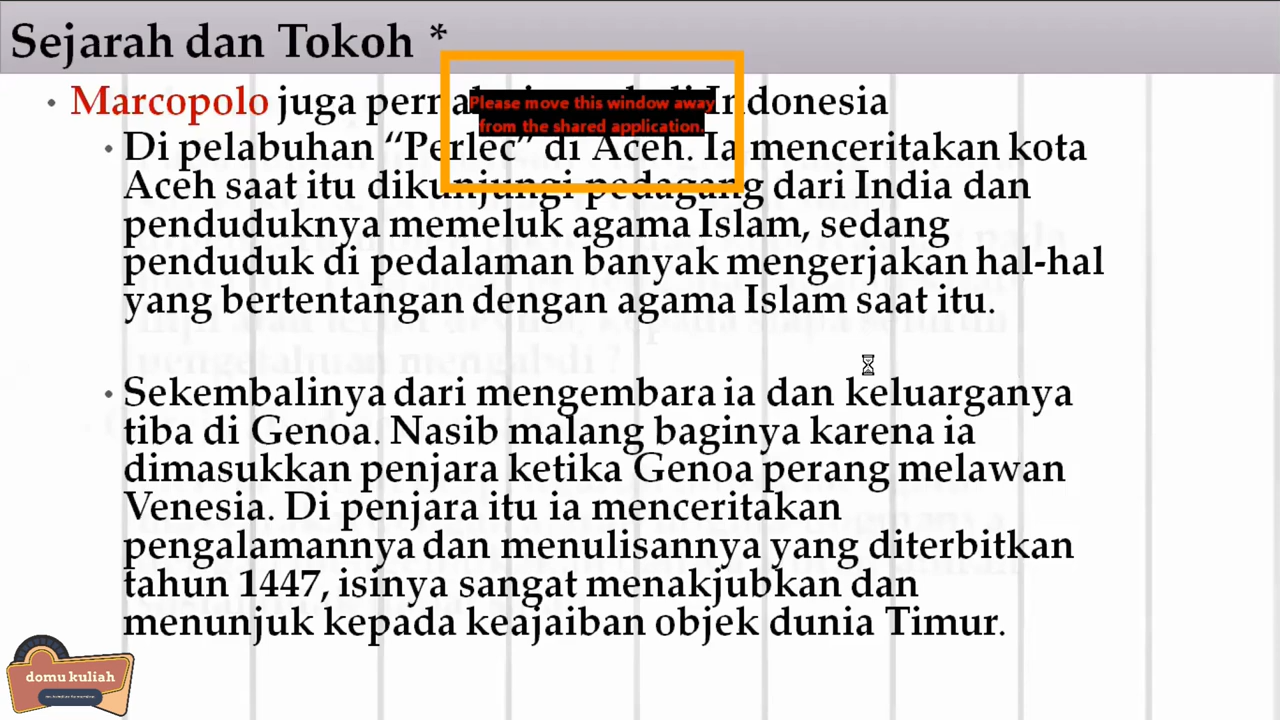 Sejarah dan Tokoh *
• Marcopolo juga Indonesia
Please move this window away
from the shared application.
• Di pelabuhan “Perlec” di Aceh. Ia menceritakan kota
Aceh saat itu dikunjungi pedagang dari India dan
penduduknya memeluk agama Islam, sedang
penduduk di pedalaman banyak mengerjakan hal-hal
yang bertentangan dengan agama Islam saat itu.
• Sekembalinya dari mengembara ia dan keluarganya
tiba di Genoa. Nasib malang baginya karena ia
dimasukkan penjara ketika Genoa perang melawan
Venesia. Di penjara itu ia menceritakan
pengalamannya dan menulisannya yang diterbitkan
tahun 1447, isinya sangat menakjubkan dan
menunjuk kepada keajaiban objek dunia Timur.
domu kuliah